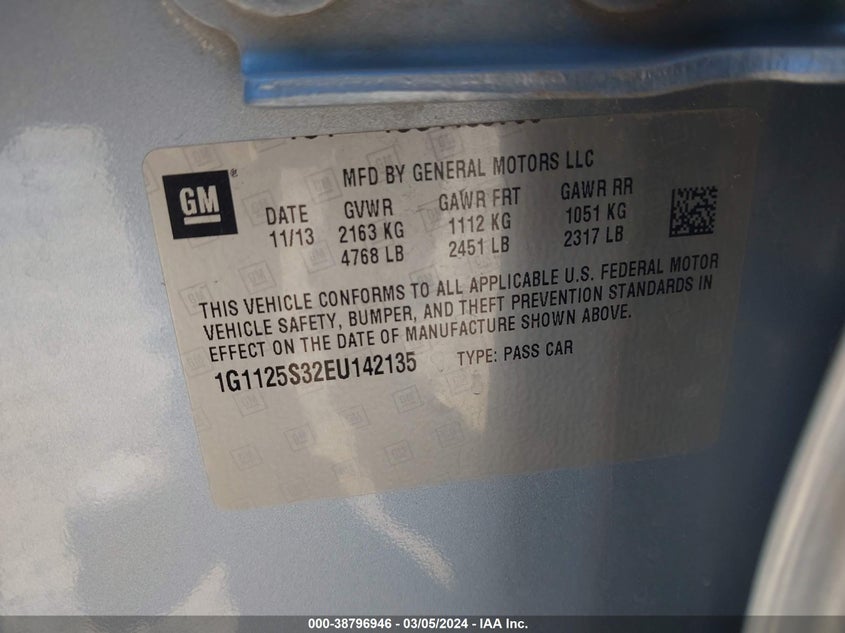 MFD BY GENERAL MOTORS LLC
GM®
DATE GVWR GAWR FRT GAWR RR
11/13 2163 KG 1112 KG 1051 KG
4768 LB 2451 LB 2317 LB
THIS VEHICLE CONFORMS TO ALL APPLICABLE U.S. FEDERAL MOTOR
VEHICLE SAFETY, BUMPER, AND THEFT PREVENTION STANDARDS IN
EFFECT ON THE DATE OF MANUFACTURE SHOWN ABOVE.
1G1125S32EU142135 TYPE: PASS CAR
000-38796946 - 03/05/2024 - IAA Inc.